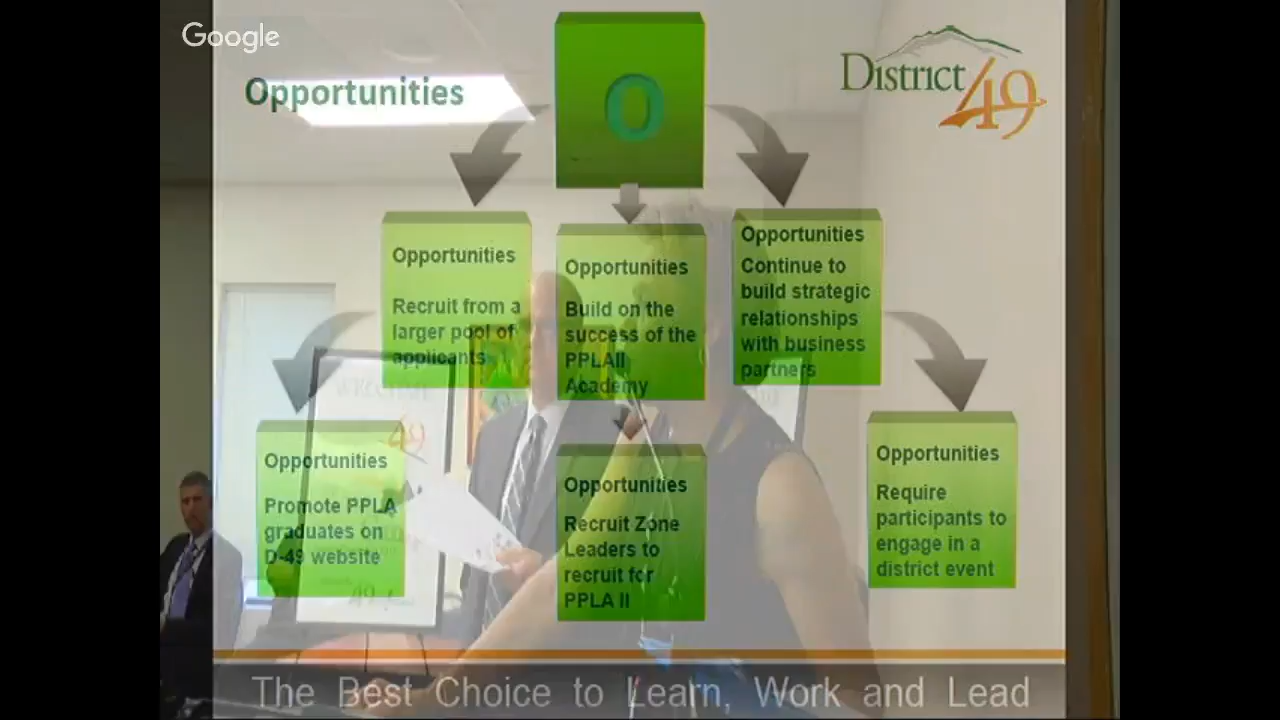 Google
Opportunities
O
District
49
Opportunities
Recruit from a
larger pool of
applicants
Opportunities
Build on the
success of the
PPLAII
Academy
Opportunities
Continue to
build strategic
relationships
with business
partners
Opportunities
Promote PPLA
graduates on
D-49 website
Opportunities
Recruit Zone
Leaders to
recruit for
PPLA II
Opportunities
Require
participants to
engage in a
district event
49
49
The Best Choice to Learn, Work and Lead